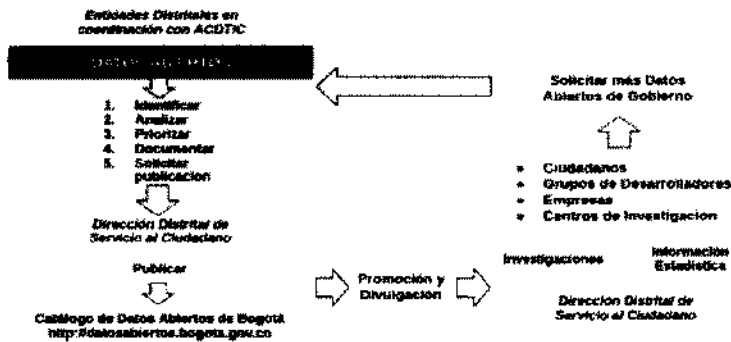 Entidades Distritales en
coordinación con ACDTIC
1. Identificar
2. Analizar
3. Priorizar
4. Documentar
5. Solicitar
publicacion
Dirección Distrital de
Servicio al Ciudadano
Publicar
Catálogo de Datos Abiertos de Bogotá
http://datosabiertos.bogota.gov.co
Promoción y
Divulgación
Solicitar más Datos
Abiertos de Gobierno
* Ciudadanos
* Grupos de Desarrolladores
* Empresas
* Centros de Investigacion
Investigaciones
Información
Estadística
Dirección Distrital de
Servicio al Ciudadano